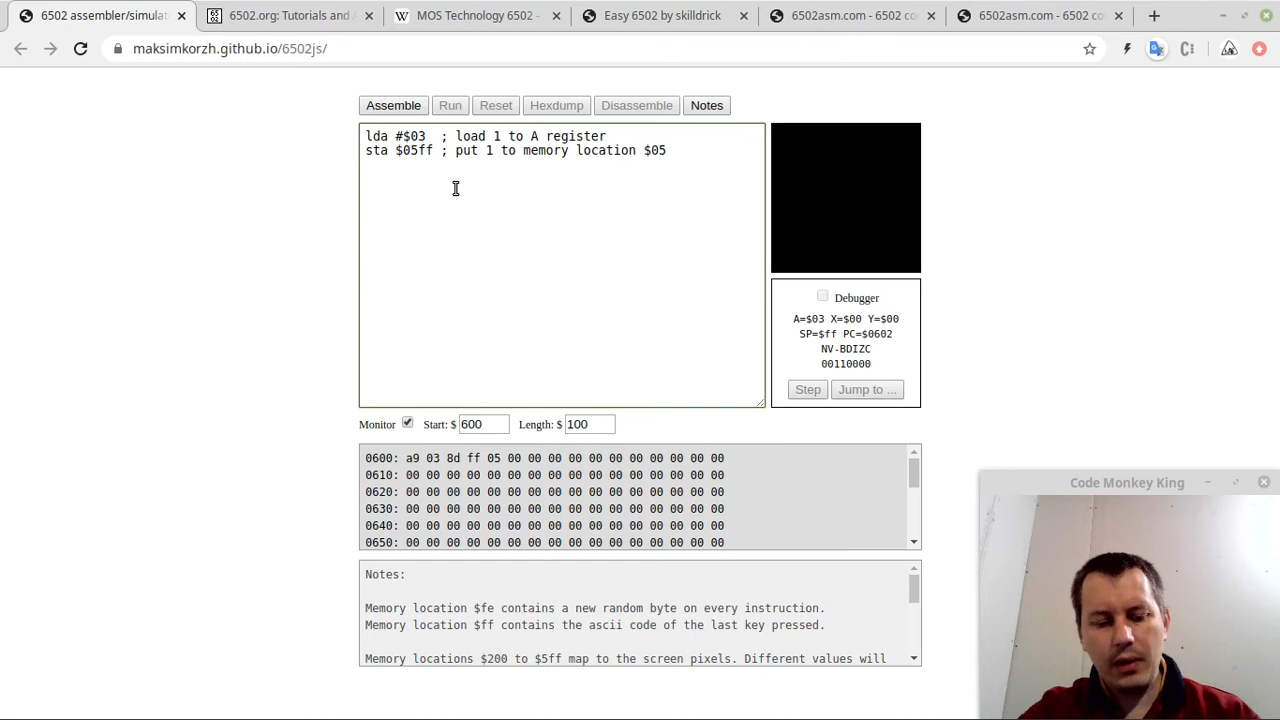 6502 assembler/simulat
6502.org: Tutorials and A
MOS Technology 6502 -
Easy 6502 by skilldrick
6502asm.com - 6502 co
6502asm.com - 6502 co
maksimkorzh.github.io/6502js/
Assemble Run Reset Hexdump Disassemble Notes
lda #$03  ; load 1 to A register
sta $05ff ; put 1 to memory location $05
Debugger
A=$03 X=$00 Y=$00
SP=$ff PC=$0602
NV-BDIZC
00110000
Step Jump to ...
Monitor Start: $ 600 Length: $ 100
0600: a9 03 8d ff 05 00 00 00 00 00 00 00 00 00 00 00
0610: 00 00 00 00 00 00 00 00 00 00 00 00 00 00 00 00
0620: 00 00 00 00 00 00 00 00 00 00 00 00 00 00 00 00
0630: 00 00 00 00 00 00 00 00 00 00 00 00 00 00 00 00
0640: 00 00 00 00 00 00 00 00 00 00 00 00 00 00 00 00
0650: 00 00 00 00 00 00 00 00 00 00 00 00 00 00 00 00
Code Monkey King
Notes:
Memory location $fe contains a new random byte on every instruction.
Memory location $ff contains the ascii code of the last key pressed.
Memory locations $200 to $5ff map to the screen pixels. Different values will